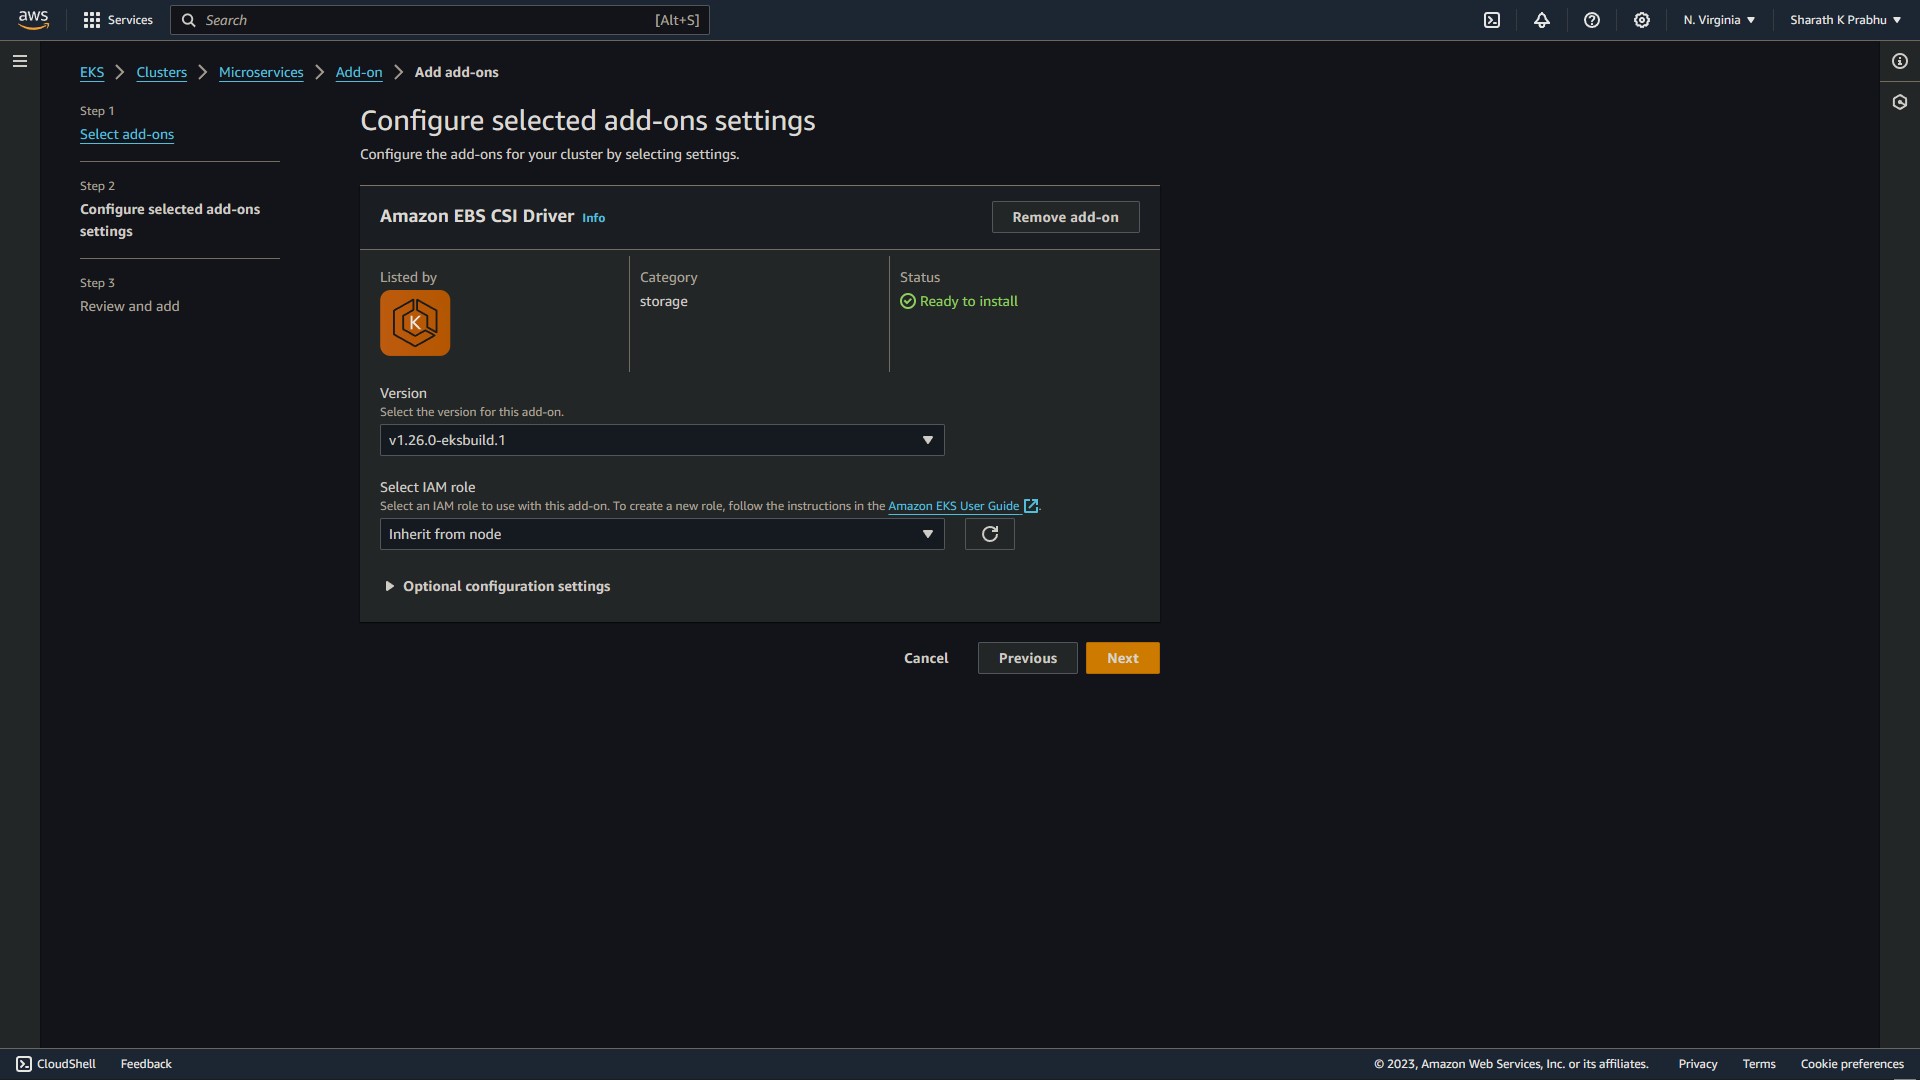 aws
Services
Search
[Alt+S]
N. Virginia
Sharath K Prabhu
EKS
Clusters
Microservices
Add-on
Add add-ons
Step 1
Select add-ons
Step 2
Configure selected add-ons
settings
Step 3
Review and add
Configure selected add-ons settings
Configure the add-ons for your cluster by selecting settings.
Amazon EBS CSI Driver Info
Remove add-on
Listed by
K
Category
storage
Status
Ready to install
Version
Select the version for this add-on.
v1.26.0-eksbuild.1
Select IAM role
Select an IAM role to use with this add-on. To create a new role, follow the instructions in the Amazon EKS User Guide.
Inherit from node
Optional configuration settings
Cancel
Previous
Next
CloudShell
Feedback
© 2023, Amazon Web Services, Inc. or its affiliates.
Privacy
Terms
Cookie preferences